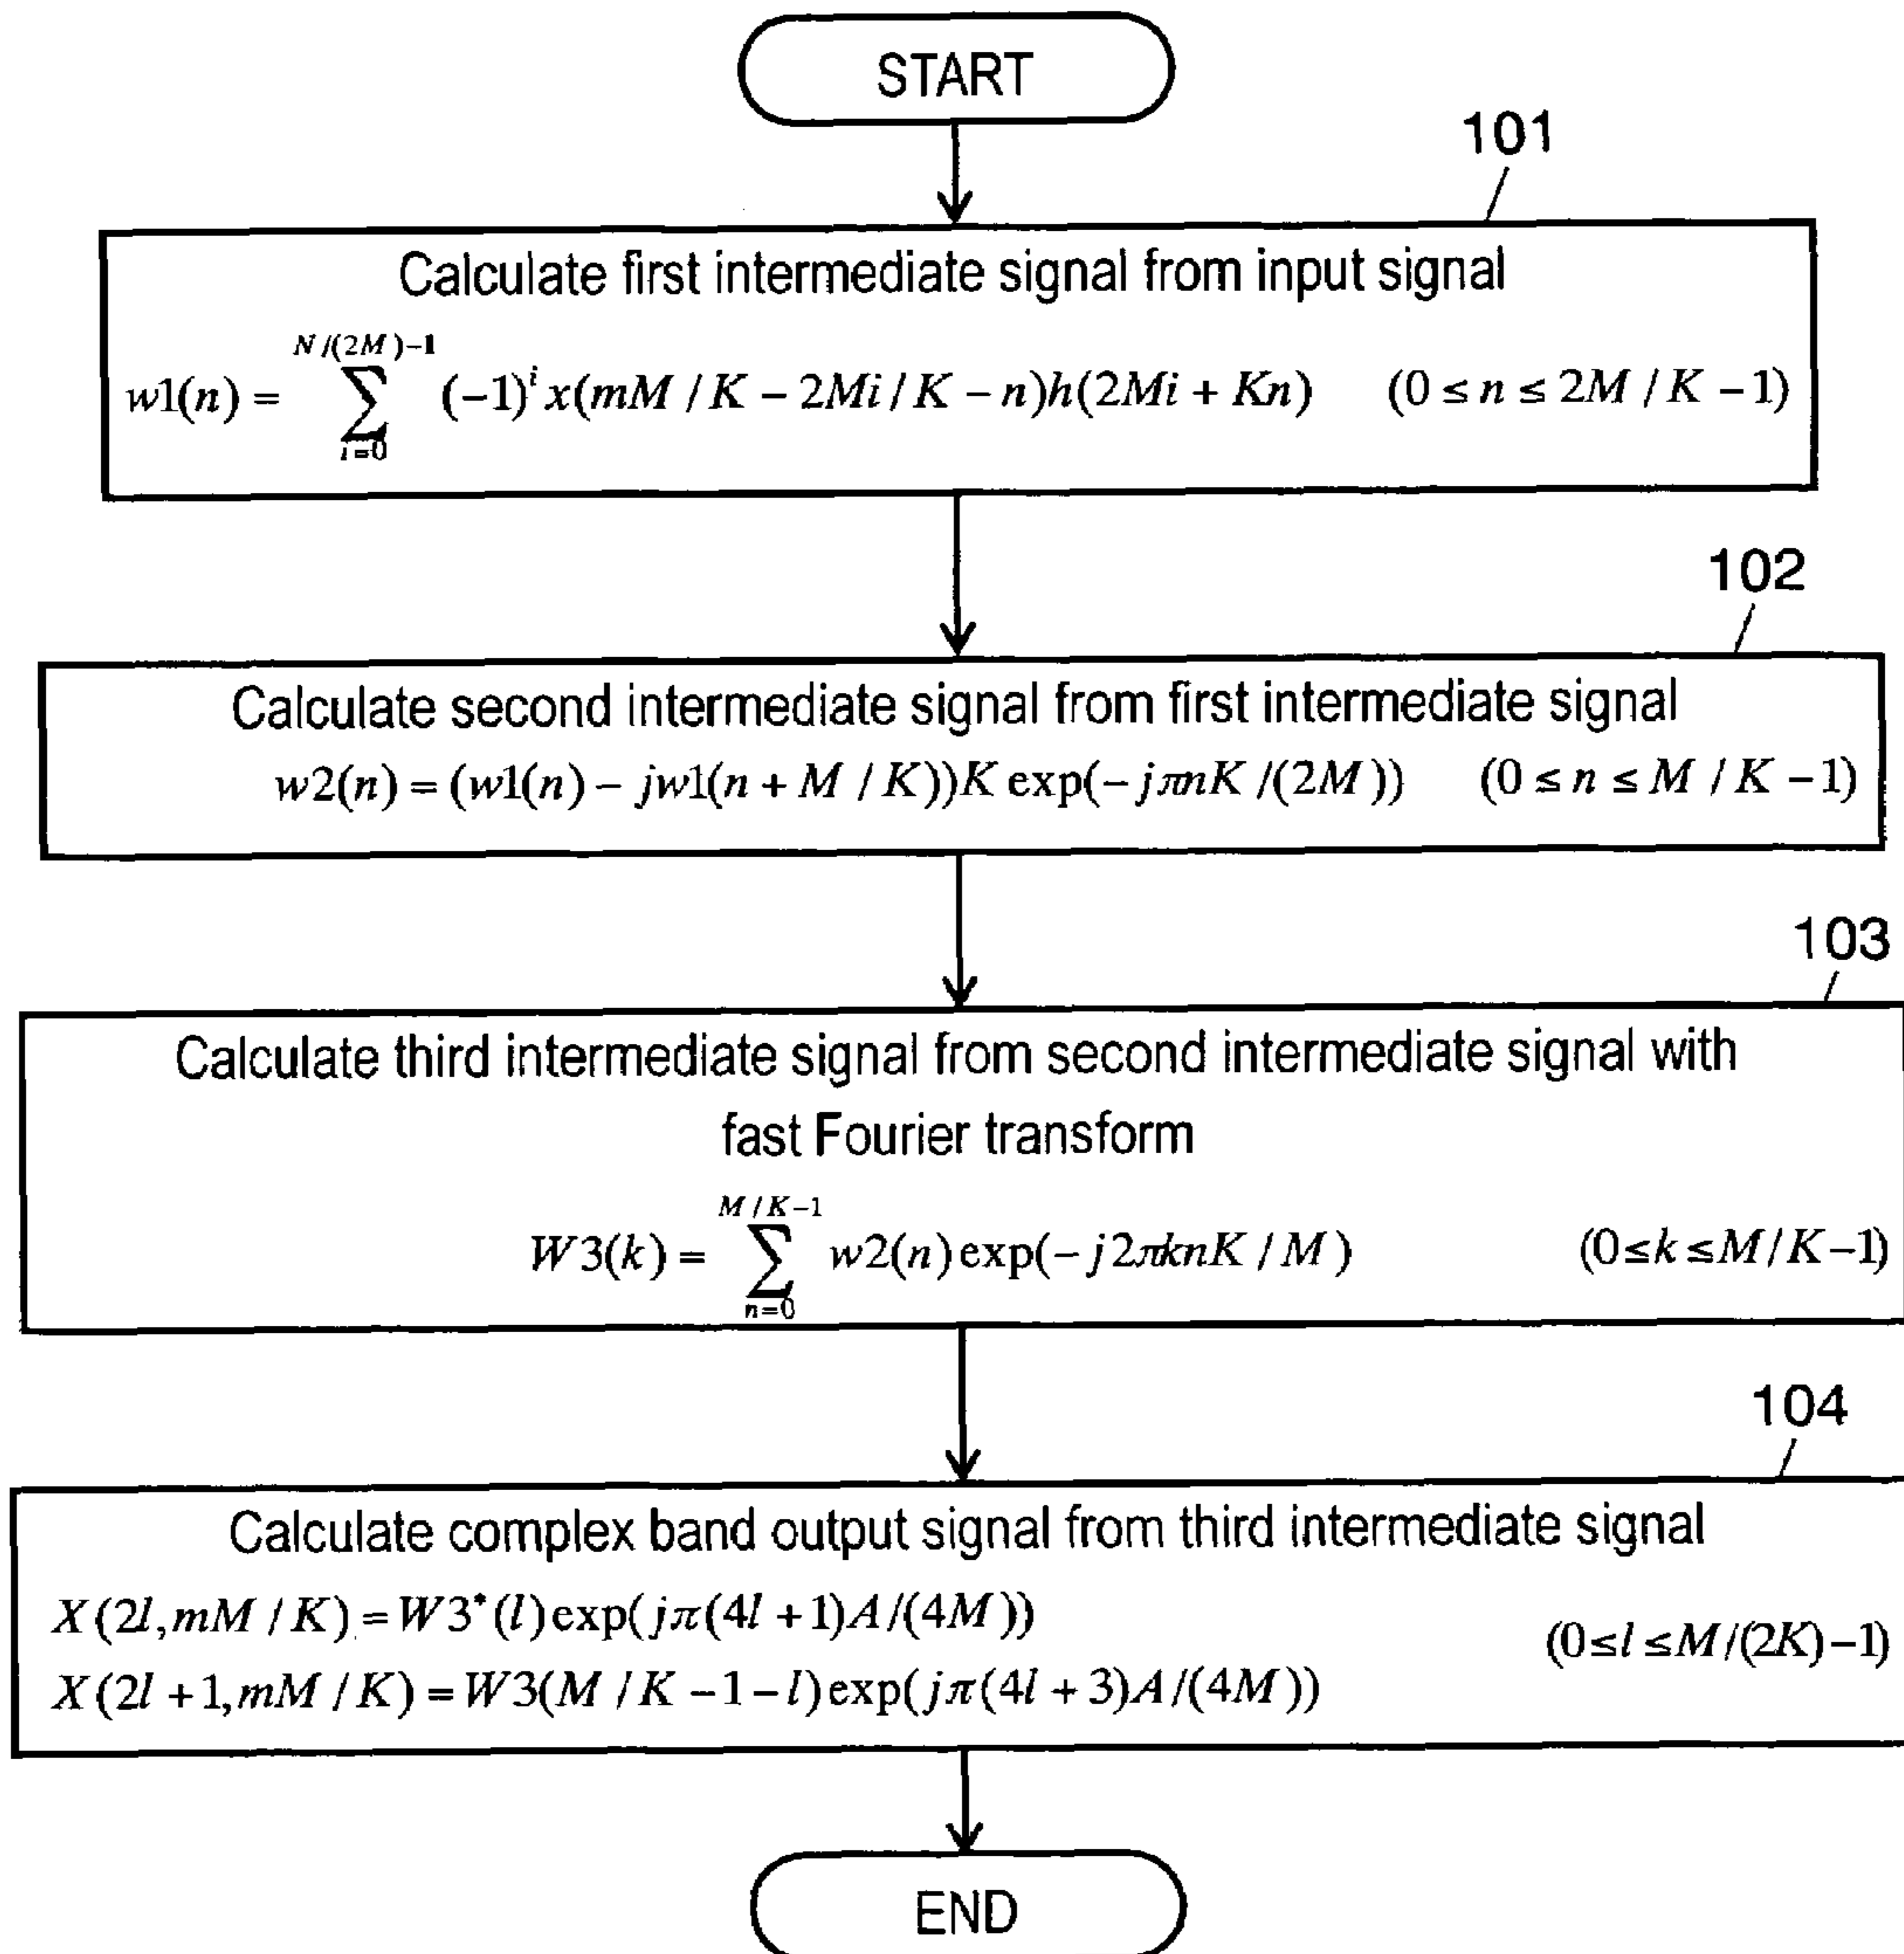 START
101
Calculate first intermediate signal from input signal
w1(n) = \sum_{i=0}^{N/(2M)-1} (-1)^i x(mM/K - 2Mi/K - n)h(2Mi + Kn) (0 ≤ n ≤ 2M/K - 1)
102
Calculate second intermediate signal from first intermediate signal
w2(n) = (w1(n) - jw1(n + M/K))K exp(-jπnK/(2M)) (0 ≤ n ≤ M/K - 1)
103
Calculate third intermediate signal from second intermediate signal with
fast Fourier transform
W3(k) = \sum_{n=0}^{M/K-1} w2(n)exp(-j2πknK/M) (0≤k≤M/K-1)
104
Calculate complex band output signal from third intermediate signal
X(2l, mM/K) = W3*(l)exp(jπ(4l+1)A/(4M))
(0≤l≤M/(2K)-1)
X(2l+1, mM/K) = W3(M/K-1-l)exp(jπ(4l+3)A/(4M))
END